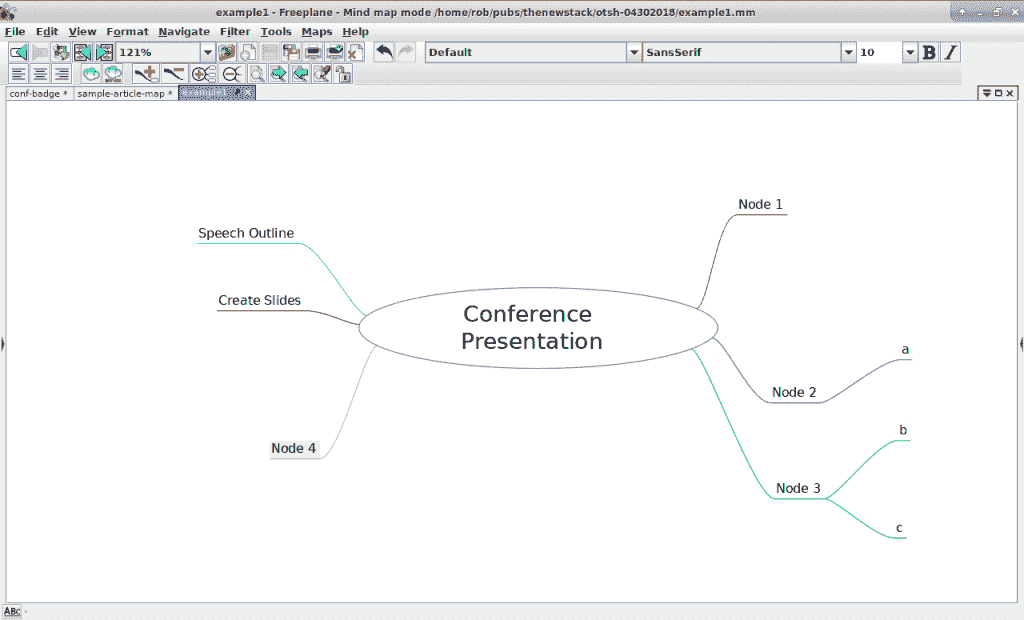 example1 - Freeplane - Mind map mode /home/rob/pubs/thenewstack/otsh-04302018/example1.mm
File Edit View Format Navigate Filter Tools Maps Help
121% Default SansSerif 10 B I
conf-badge * sample-article-map * example1
Node 1
Speech Outline
Create Slides
Conference
Presentation
a
Node 2
b
Node 4
Node 3
c
ABC